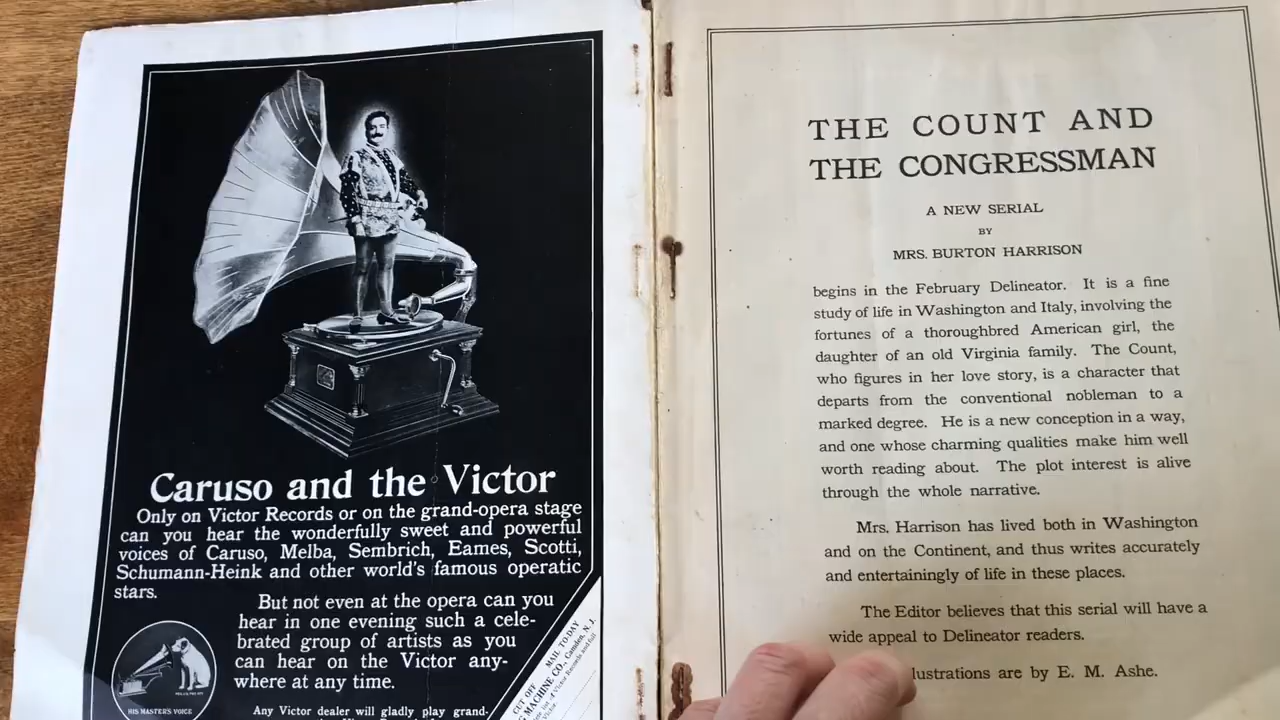 Caruso and the Victor
Only on Victor Records or on the grand-opera stage
can you hear the wonderfully sweet and powerful
voices of Caruso, Melba, Sembrich, Eames, Scotti,
Schumann-Heink and other world's famous operatic
stars.
But not even at the opera can you
hear in one evening such a cele-
brated group of artists as you
can hear on the Victor any-
where at any time.
Any Victor dealer will gladly play grand-
HIS MASTER'S VOICE
CUT OFF
MAIL TO-DAY
MACHINE CO., Camden, N. J.
Victor Records and full
THE COUNT AND
THE CONGRESSMAN
A NEW SERIAL
BY
MRS. BURTON HARRISON
begins in the February Delineator. It is a fine
study of life in Washington and Italy, involving the
fortunes of a thoroughbred American girl, the
daughter of an old Virginia family. The Count,
who figures in her love story, is a character that
departs from the conventional nobleman to a
marked degree. He is a new conception in a way,
and one whose charming qualities make him well
worth reading about. The plot interest is alive
through the whole narrative.
Mrs. Harrison has lived both in Washington
and on the Continent, and thus writes accurately
and entertainingly of life in these places.
The Editor believes that this serial will have a
wide appeal to Delineator readers.
lustrations are by E. M. Ashe.